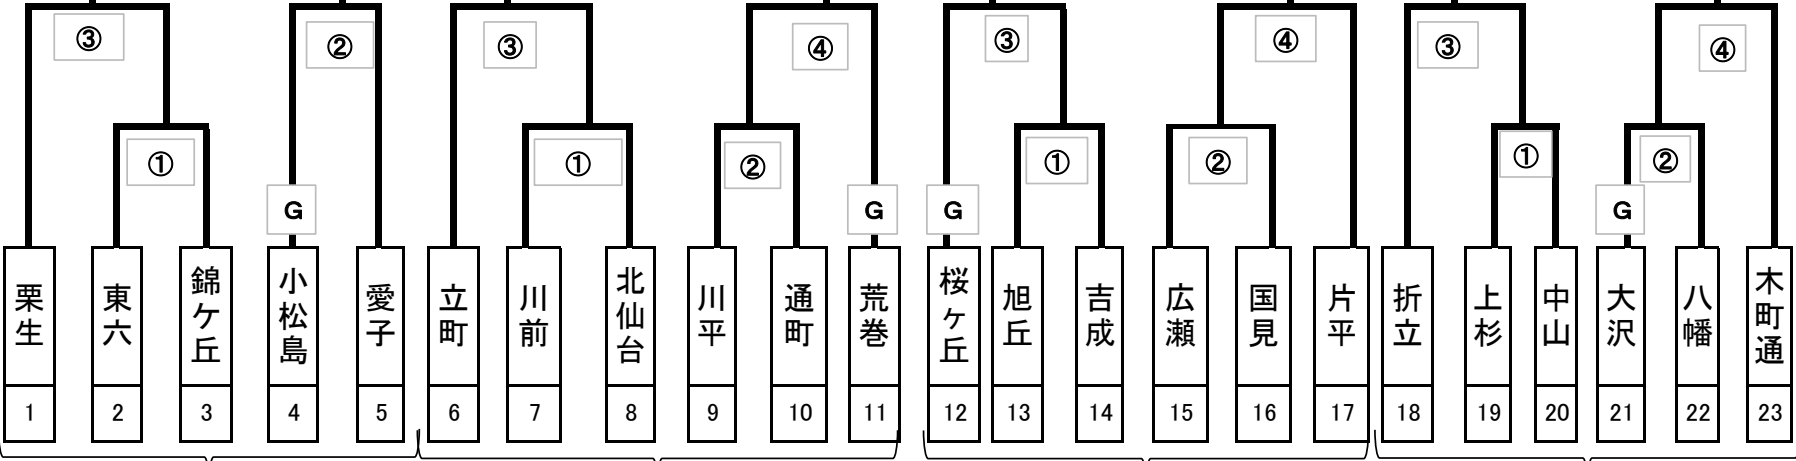 ③ ② ③ ④ ③ ④ ③ ④
① ① ② ① ② ① ②
G G G G
栗生
東六
錦ケ丘
小松島
愛子
立町
川前
北仙台
川平
通町
荒巻
桜ヶ丘
旭丘
吉成
広瀬
国見
片平
折立
上杉
中山
大沢
八幡
木町通
1 2 3 4 5 6 7 8 9 10 11 12 13 14 15 16 17 18 19 20 21 22 23